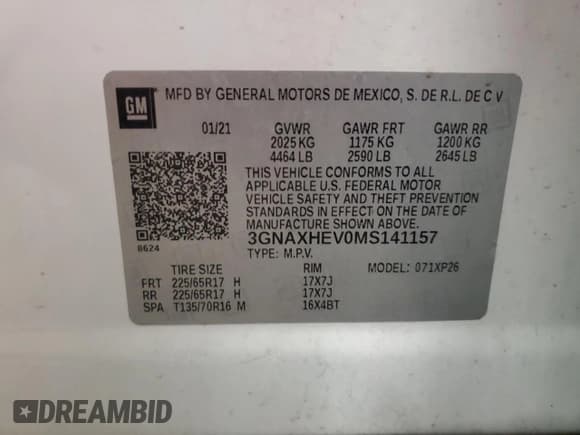 GM
MFD BY GENERAL MOTORS DE MEXICO, S. DE R.L. DE C V
01/21 GVWR GAWR FRT GAWR RR
2025 KG 1175 KG 1200 KG
4464 LB 2590 LB 2645 LB
THIS VEHICLE CONFORMS TO ALL
APPLICABLE U.S. FEDERAL MOTOR
VEHICLE SAFETY AND THEFT PREVENTION
STANDARDS IN EFFECT ON THE DATE OF
MANUFACTURE SHOWN ABOVE.
8624
3GNAXHEV0MS141157
TYPE: M.P.V.
TIRE SIZE RIM MODEL: 071XP26
FRT 225/65R17 H 17X7J
RR 225/65R17 H 17X7J
SPA T135/70R16 M 16X4BT
DREAMBID